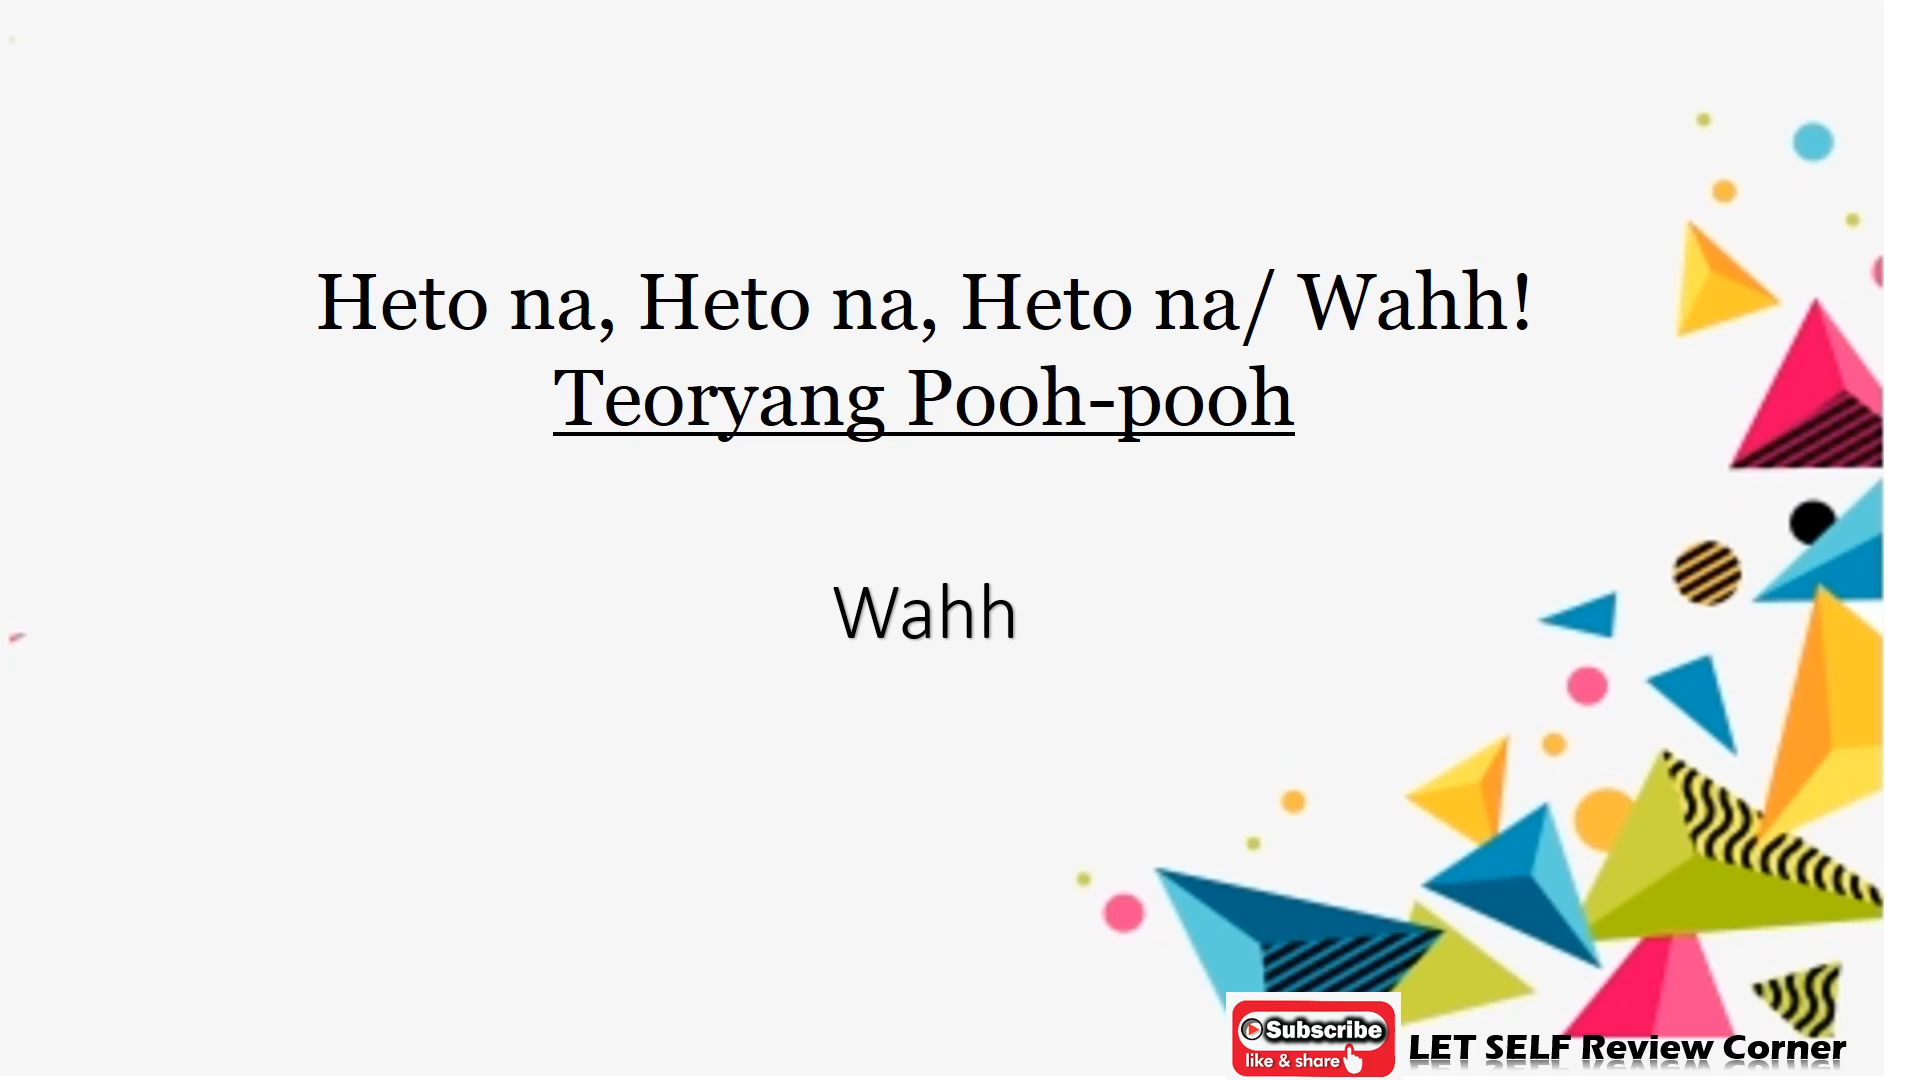 Heto na, Heto na, Heto na/ Wahh!
Teoryang Pooh-pooh
Wahh
Subscribe
like & share
LET SELF Review Corner